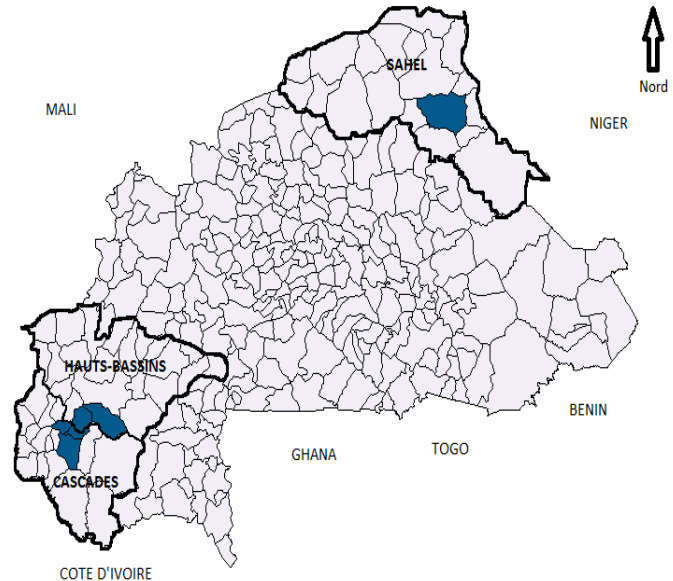 SAHEL
Nord
MALI
NIGER
HAUTS-BASSINS
BENIN
TOGO
GHANA
CASCADES
COTE D'IVOIRE